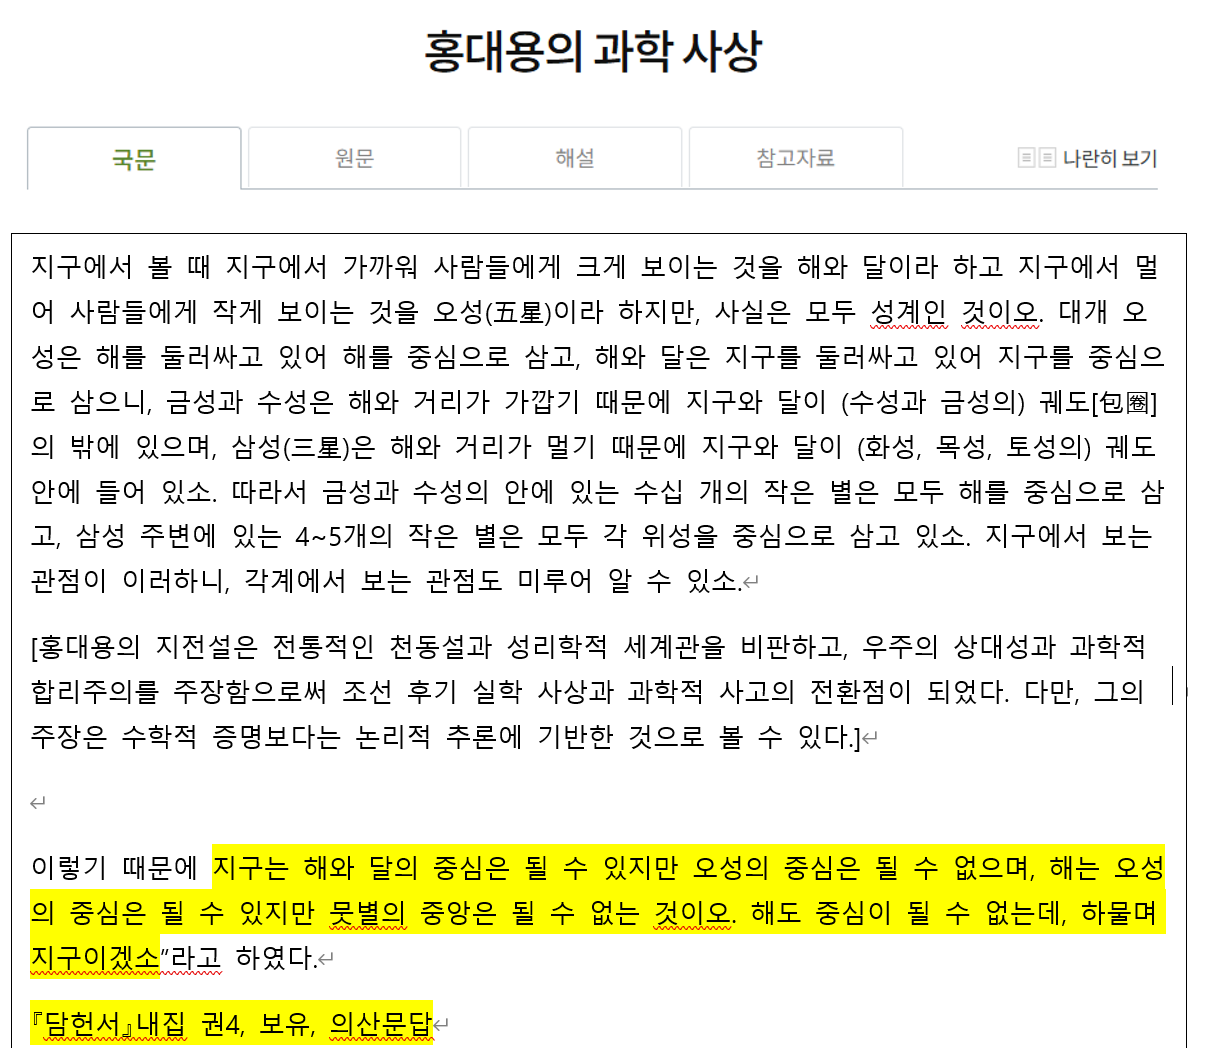 홍대용의 과학 사상
국문 원문 해설 참고자료 나란히 보기
지구에서 볼 때 지구에서 가까워 사람들에게 크게 보이는 것을 해와 달이라 하고 지구에서 멀
어 사람들에게 작게 보이는 것을 오성(五星)이라 하지만, 사실은 모두 성계인 것이오. 대개 오
성은 해를 둘러싸고 있어 해를 중심으로 삼고, 해와 달은 지구를 둘러싸고 있어 지구를 중심으
로 삼으니, 금성과 수성은 해와 거리가 가깝기 때문에 지구와 달이 (수성과 금성의) 궤도[包圈]
의 밖에 있으며, 삼성(三星)은 해와 거리가 멀기 때문에 지구와 달이 (화성, 목성, 토성의) 궤도
안에 들어 있소. 따라서 금성과 수성의 안에 있는 수십 개의 작은 별은 모두 해를 중심으로 삼
고, 삼성 주변에 있는 4~5개의 작은 별은 모두 각 위성을 중심으로 삼고 있소. 지구에서 보는
관점이 이러하니, 각계에서 보는 관점도 미루어 알 수 있소.↵
[홍대용의 지전설은 전통적인 천동설과 성리학적 세계관을 비판하고, 우주의 상대성과 과학적
합리주의를 주장함으로써 조선 후기 실학 사상과 과학적 사고의 전환점이 되었다. 다만, 그의
주장은 수학적 증명보다는 논리적 추론에 기반한 것으로 볼 수 있다.]↵
↵
이렇기 때문에 지구는 해와 달의 중심은 될 수 있지만 오성의 중심은 될 수 없으며, 해는 오성
의 중심은 될 수 있지만 뭇별의 중앙은 될 수 없는 것이오. 해도 중심이 될 수 없는데, 하물며
지구이겠소”라고 하였다.↵
『담헌서』내집 권4, 보유, 의산문답↵